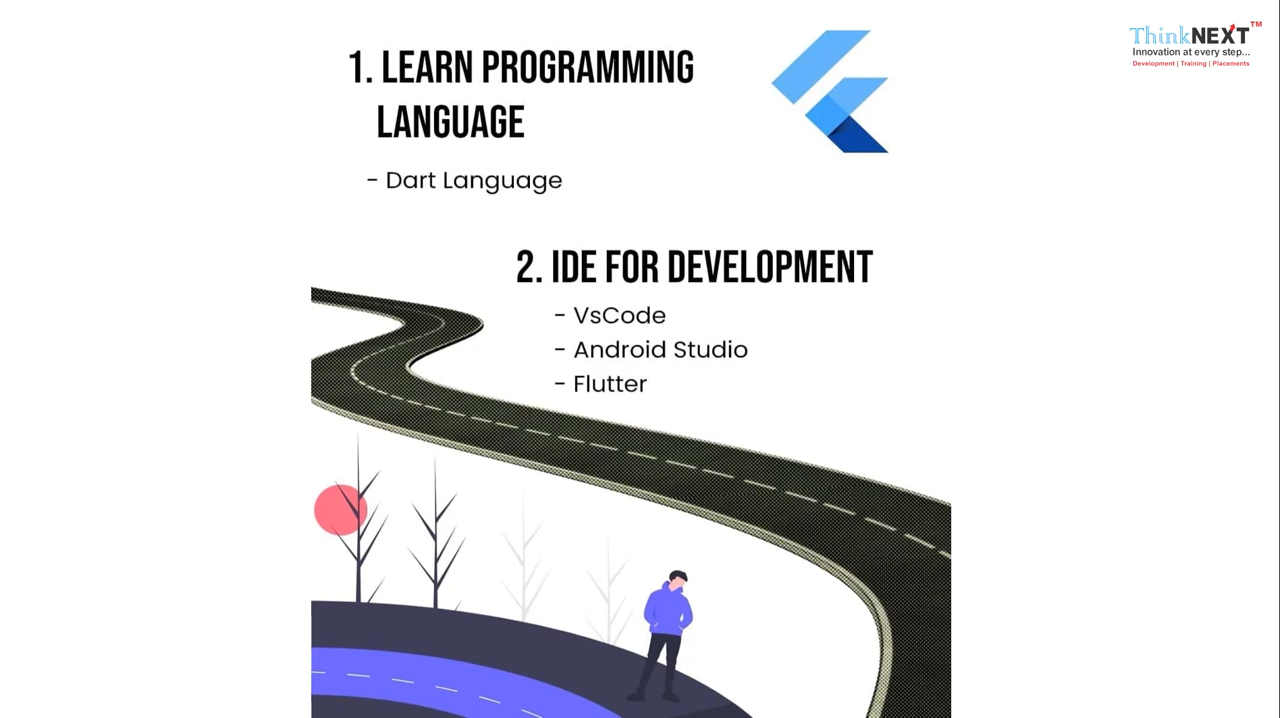 ThinkNEXT™
Innovation at every step...
Development | Training | Placements
1. LEARN PROGRAMMING
LANGUAGE
- Dart Language
2. IDE FOR DEVELOPMENT
- VsCode
- Android Studio
- Flutter